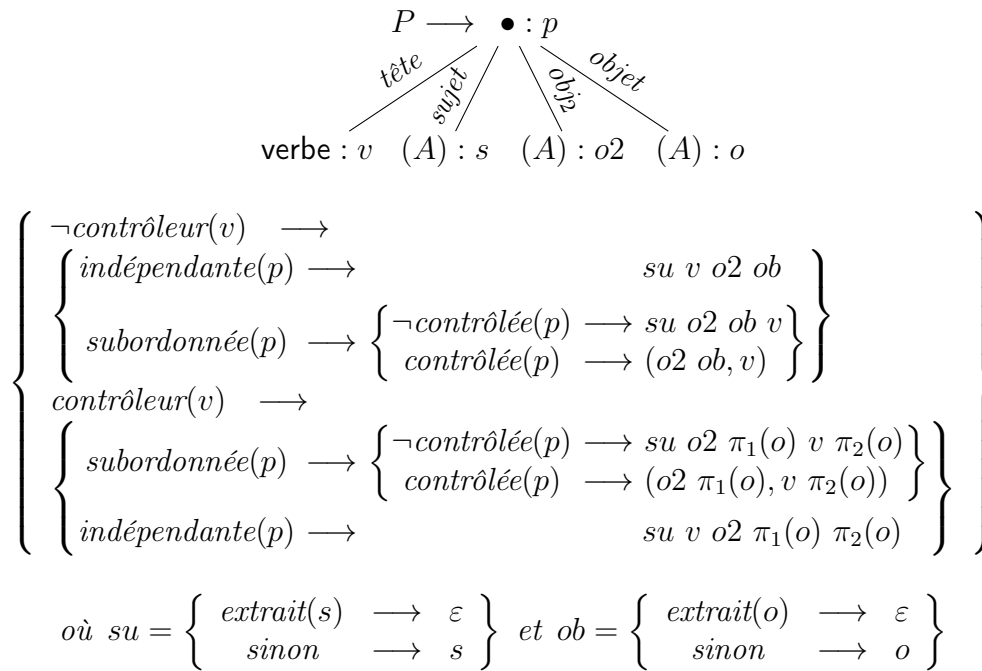 P ⟶ • : p
tête sujet obj2 objet
verbe : v (A) : s (A) : o2 (A) : o
¬contrôleur(v) ⟶
indépendante(p) ⟶ su v o2 ob
subordonnée(p) ⟶ { ¬contrôlée(p) ⟶ su o2 ob v
contrôlée(p) ⟶ (o2 ob, v) }
contrôleur(v) ⟶
subordonnée(p) ⟶ { ¬contrôlée(p) ⟶ su o2 π₁(o) v π₂(o)
contrôlée(p) ⟶ (o2 π₁(o), v π₂(o)) }
indépendante(p) ⟶ su v o2 π₁(o) π₂(o)
où su = { extrait(s) ⟶ ε } et ob = { extrait(o) ⟶ ε }
sinon ⟶ s sinon ⟶ o